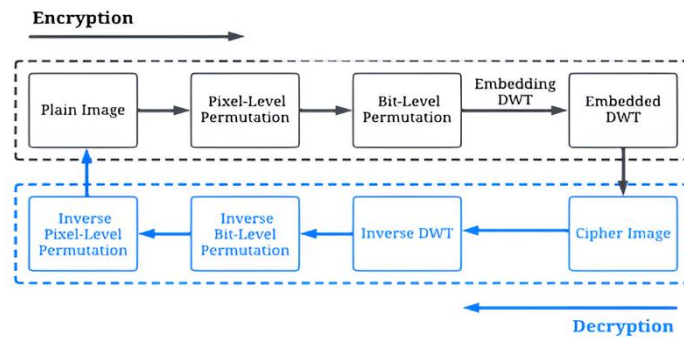 Encryption
Plain Image
Pixel-Level
Permutation
Bit-Level
Permutation
Embedding
DWT
Embedded
DWT
Inverse
Pixel-Level
Permutation
Inverse
Bit-Level
Permutation
Inverse DWT
Cipher Image
Decryption